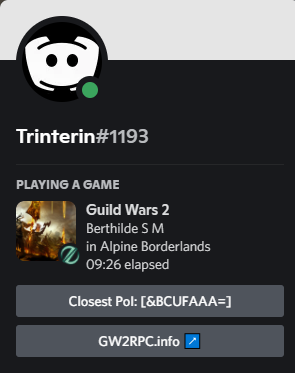 Trinterin#1193
PLAYING A GAME
Guild Wars 2
Berthilde S M
in Alpine Borderlands
09:26 elapsed
Closest PoI: [&BCUFAAA=]
GW2RPC.info